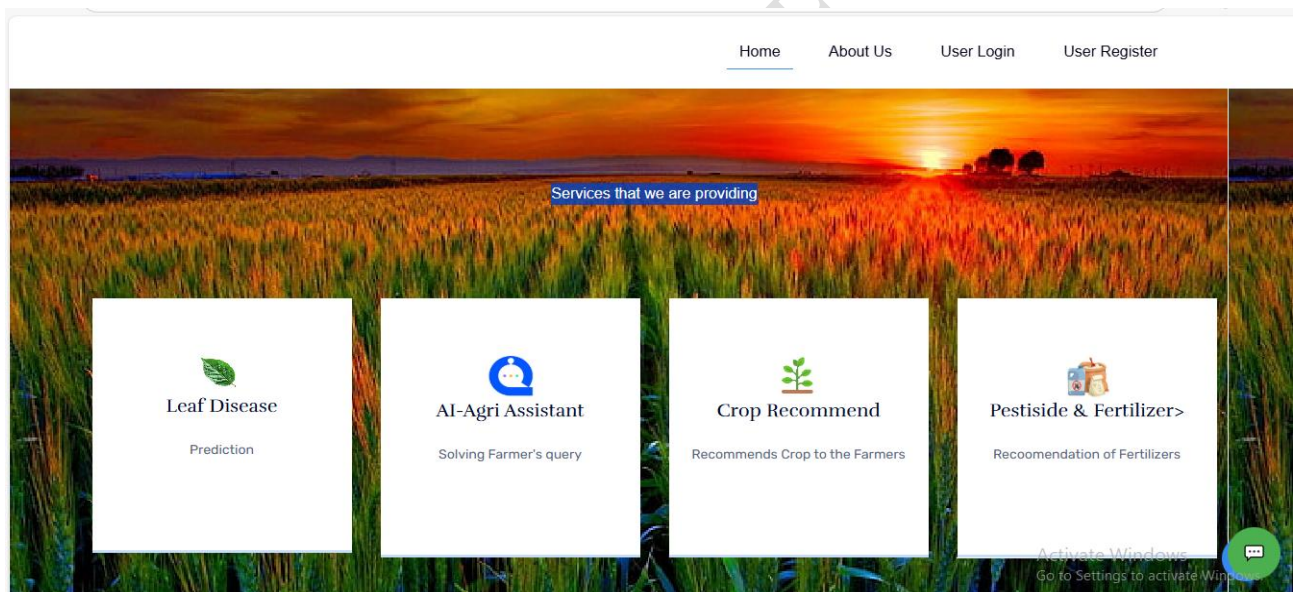 Home About Us User Login User Register
Services that we are providing
Leaf Disease
Prediction
AI-Agri Assistant
Solving Farmer's query
Crop Recommend
Recommends Crop to the Farmers
Pestiside & Fertilizer>
Recoomendation of Fertilizers
Activate Windows
Go to Settings to activate Windows.